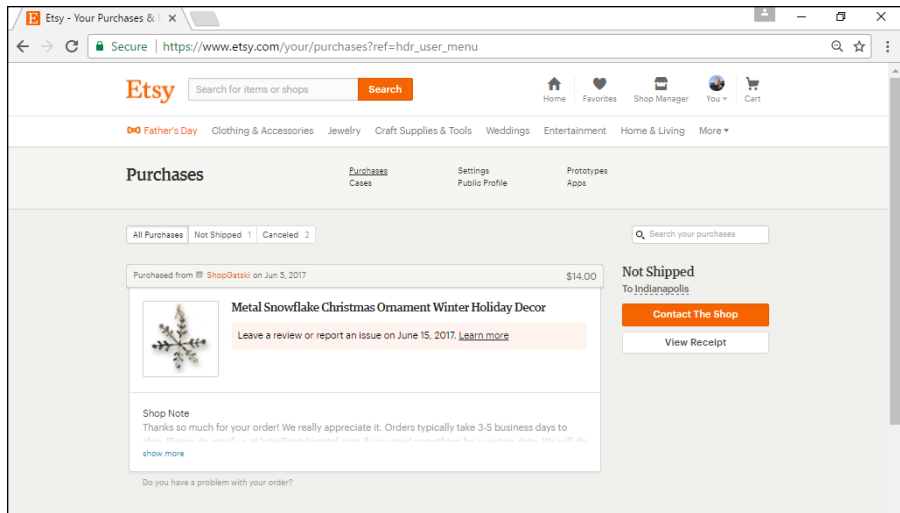 Etsy - Your Purchases &
Secure https://www.etsy.com/your/purchases?ref=hdr_user_menu
Etsy
Search for items or shops
Search
Home Favorites Shop Manager You Cart
Father's Day Clothing & Accessories Jewelry Craft Supplies & Tools Weddings Entertainment Home & Living More
Purchases
Purchases Settings Prototypes
Cases Public Profile Apps
All Purchases Not Shipped 1 Canceled 2
Search your purchases
Purchased from ShopGatski on Jun 5, 2017 $14.00
Metal Snowflake Christmas Ornament Winter Holiday Decor
Leave a review or report an issue on June 15, 2017. Learn more
Shop Note
Thanks so much for your order! We really appreciate it. Orders typically take 3-5 business days to
show more
Do you have a problem with your order?
Not Shipped
To Indianapolis
Contact The Shop
View Receipt